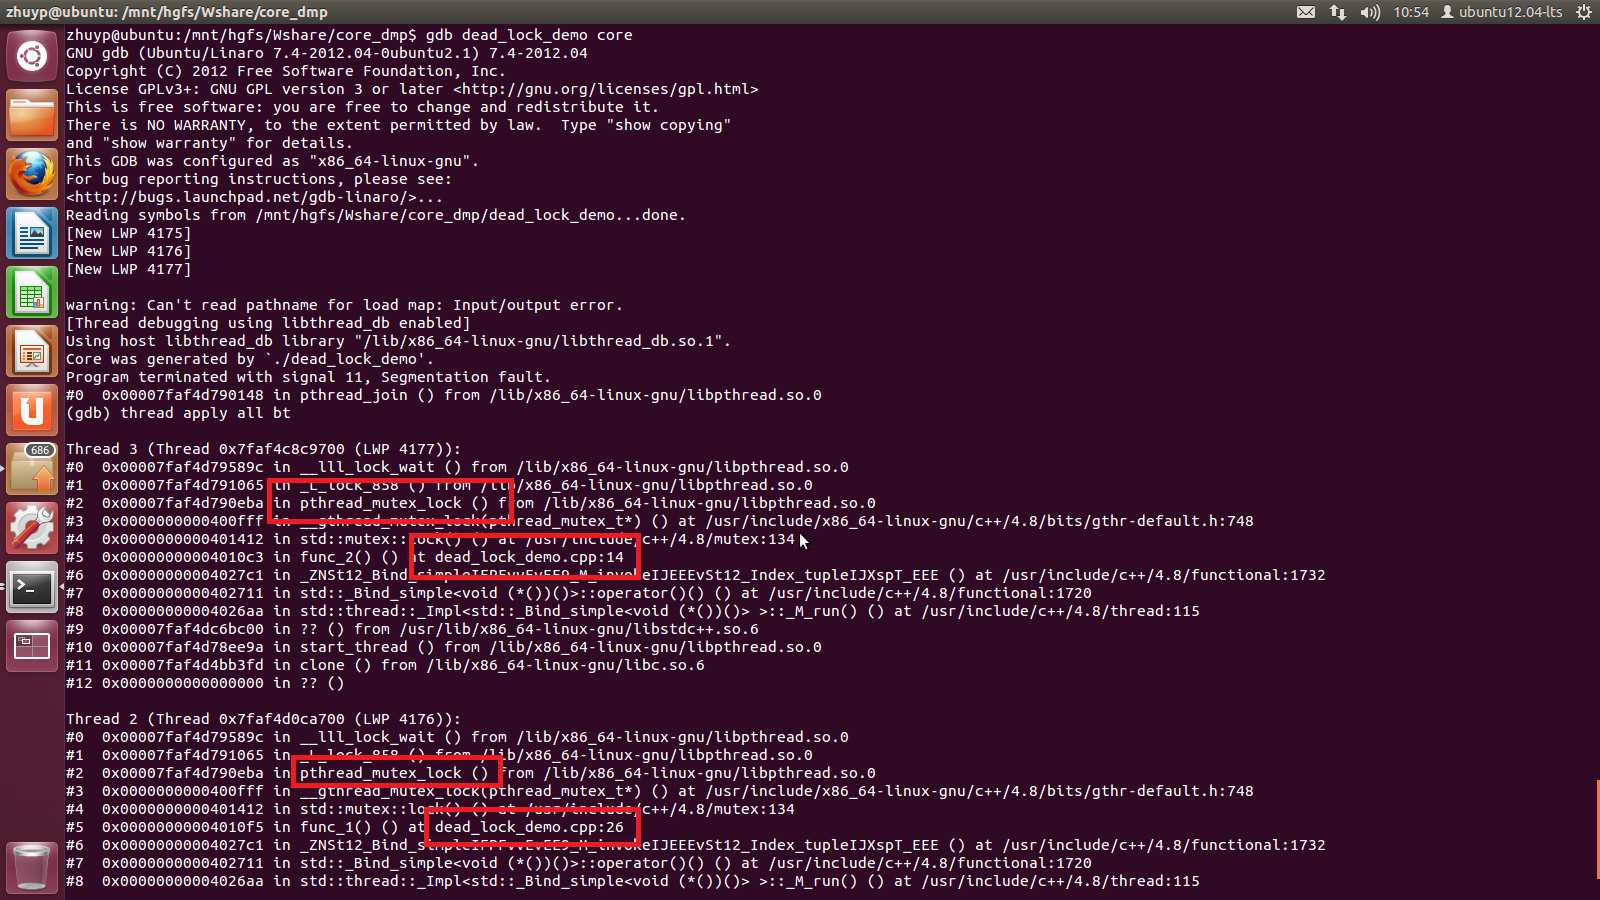 zhuyp@ubuntu: /mnt/hgfs/Wshare/core_dmp
10:54
ubuntu12.04-lts
zhuyp@ubuntu:/mnt/hgfs/Wshare/core_dmp$ gdb dead_lock_demo core
GNU gdb (Ubuntu/Linaro 7.4-2012.04-0ubuntu2.1) 7.4-2012.04
Copyright (C) 2012 Free Software Foundation, Inc.
License GPLv3+: GNU GPL version 3 or later <http://gnu.org/licenses/gpl.html>
This is free software: you are free to change and redistribute it.
There is NO WARRANTY, to the extent permitted by law.  Type "show copying"
and "show warranty" for details.
This GDB was configured as "x86_64-linux-gnu".
For bug reporting instructions, please see:
<http://bugs.launchpad.net/gdb-linaro/>...
Reading symbols from /mnt/hgfs/Wshare/core_dmp/dead_lock_demo...done.
[New LWP 4175]
[New LWP 4176]
[New LWP 4177]
warning: Can't read pathname for load map: Input/output error.
[Thread debugging using libthread_db enabled]
Using host libthread_db library "/lib/x86_64-linux-gnu/libthread_db.so.1".
Core was generated by `./dead_lock_demo'.
Program terminated with signal 11, Segmentation fault.
#0  0x00007faf4d790148 in pthread_join () from /lib/x86_64-linux-gnu/libpthread.so.0
(gdb) thread apply all bt
686
Thread 3 (Thread 0x7faf4c8c9700 (LWP 4177)):
#0  0x00007faf4d79589c in __lll_lock_wait () from /lib/x86_64-linux-gnu/libpthread.so.0
#1  0x00007faf4d791065 in _L_lock_858 () from /lib/x86_64-linux-gnu/libpthread.so.0
#2  0x00007faf4d790eba in pthread_mutex_lock () from /lib/x86_64-linux-gnu/libpthread.so.0
#3  0x0000000000400fff in __gthread_mutex_lock(pthread_mutex_t*) () at /usr/include/x86_64-linux-gnu/c++/4.8/bits/gthr-default.h:748
#4  0x0000000000401412 in std::mutex::lock() () at /usr/include/c++/4.8/mutex:134
#5  0x00000000004010c3 in func_2() () at dead_lock_demo.cpp:14
#6  0x00000000004027c1 in _ZNSt12_Bind_simpleIFPFvvEvEE9_M_invokeIJEEEvSt12_Index_tupleIJXspT_EEE () at /usr/include/c++/4.8/functional:1732
#7  0x0000000000402711 in std::_Bind_simple<void (*())()>::operator()() () at /usr/include/c++/4.8/functional:1720
#8  0x00000000004026aa in std::thread::_Impl<std::_Bind_simple<void (*())()> >::_M_run() () at /usr/include/c++/4.8/thread:115
#9  0x00007faf4dc6bc00 in ?? () from /usr/lib/x86_64-linux-gnu/libstdc++.so.6
#10 0x00007faf4d78ee9a in start_thread () from /lib/x86_64-linux-gnu/libpthread.so.0
#11 0x00007faf4d4bb3fd in clone () from /lib/x86_64-linux-gnu/libc.so.6
#12 0x0000000000000000 in ?? ()
Thread 2 (Thread 0x7faf4d0ca700 (LWP 4176)):
#0  0x00007faf4d79589c in __lll_lock_wait () from /lib/x86_64-linux-gnu/libpthread.so.0
#1  0x00007faf4d791065 in _L_lock_858 () from /lib/x86_64-linux-gnu/libpthread.so.0
#2  0x00007faf4d790eba in pthread_mutex_lock () from /lib/x86_64-linux-gnu/libpthread.so.0
#3  0x0000000000400fff in __gthread_mutex_lock(pthread_mutex_t*) () at /usr/include/x86_64-linux-gnu/c++/4.8/bits/gthr-default.h:748
#4  0x0000000000401412 in std::mutex::lock() () at /usr/include/c++/4.8/mutex:134
#5  0x00000000004010f5 in func_1() () at dead_lock_demo.cpp:26
#6  0x00000000004027c1 in _ZNSt12_Bind_simpleIFPFvvEvEE9_M_invokeIJEEEvSt12_Index_tupleIJXspT_EEE () at /usr/include/c++/4.8/functional:1732
#7  0x0000000000402711 in std::_Bind_simple<void (*())()>::operator()() () at /usr/include/c++/4.8/functional:1720
#8  0x00000000004026aa in std::thread::_Impl<std::_Bind_simple<void (*())()> >::_M_run() () at /usr/include/c++/4.8/thread:115